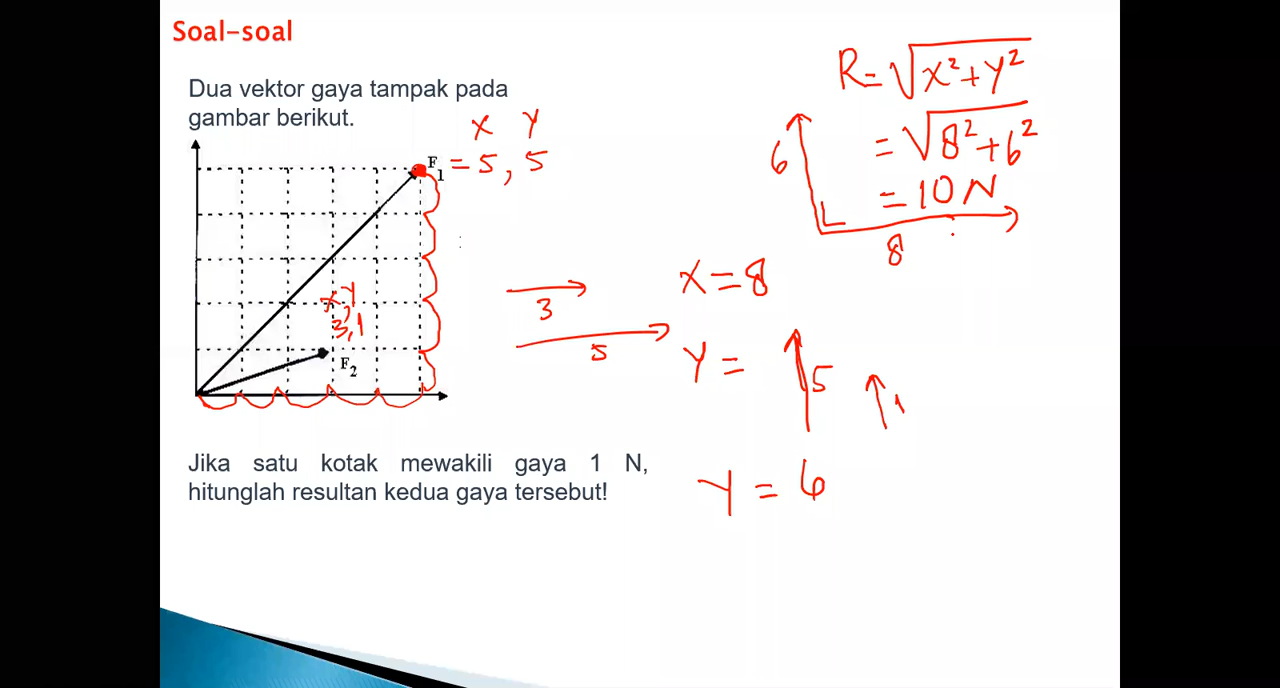 Soal-soal
Dua vektor gaya tampak pada
gambar berikut.
X Y
F1 = 5, 5
X, Y
3,1
F2
Jika satu kotak mewakili gaya 1 N,
hitunglah resultan kedua gaya tersebut!
3
5
X = 8
Y = 5 1
Y = 6
R = √x²+y²
= √8²+6²
= 10 N
6
8